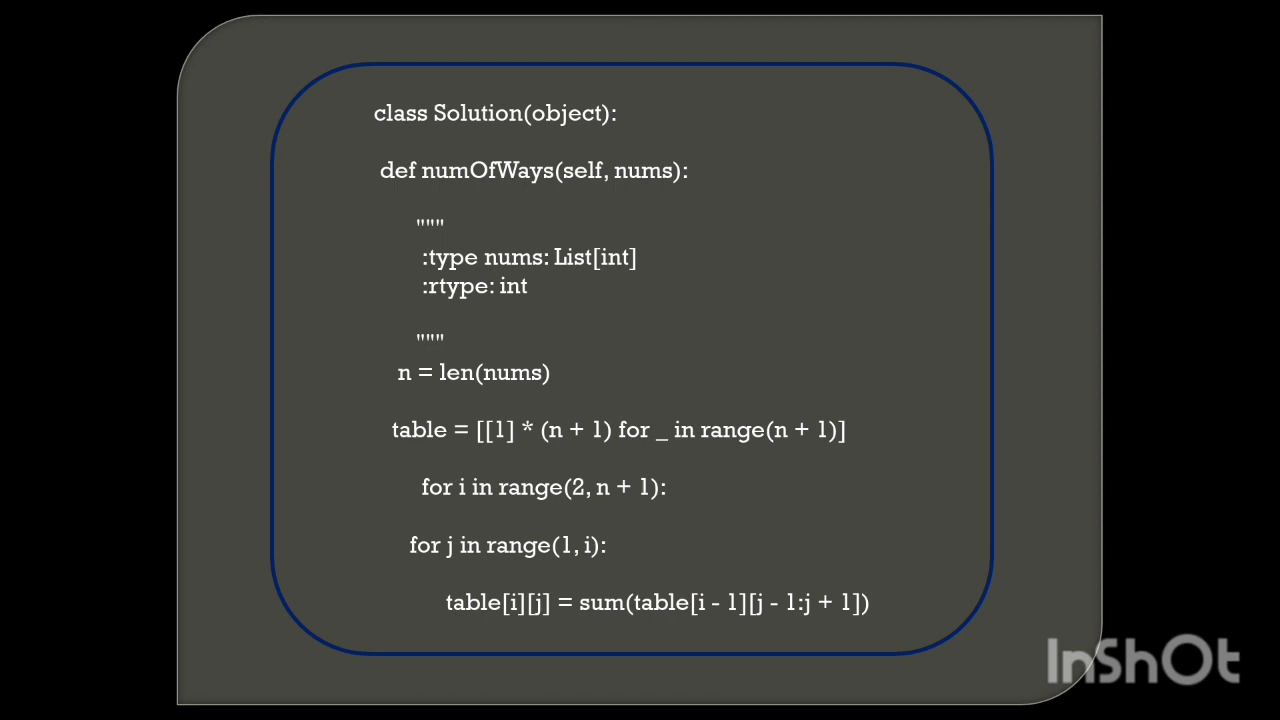 class Solution(object):
def numOfWays(self, nums):
"""
:type nums: List[int]
:rtype: int
"""
n = len(nums)
table = [[1] * (n + 1) for _ in range(n + 1)]
for i in range(2, n + 1):
for j in range(1, i):
table[i][j] = sum(table[i - 1][j - 1:j + 1])
InShOt